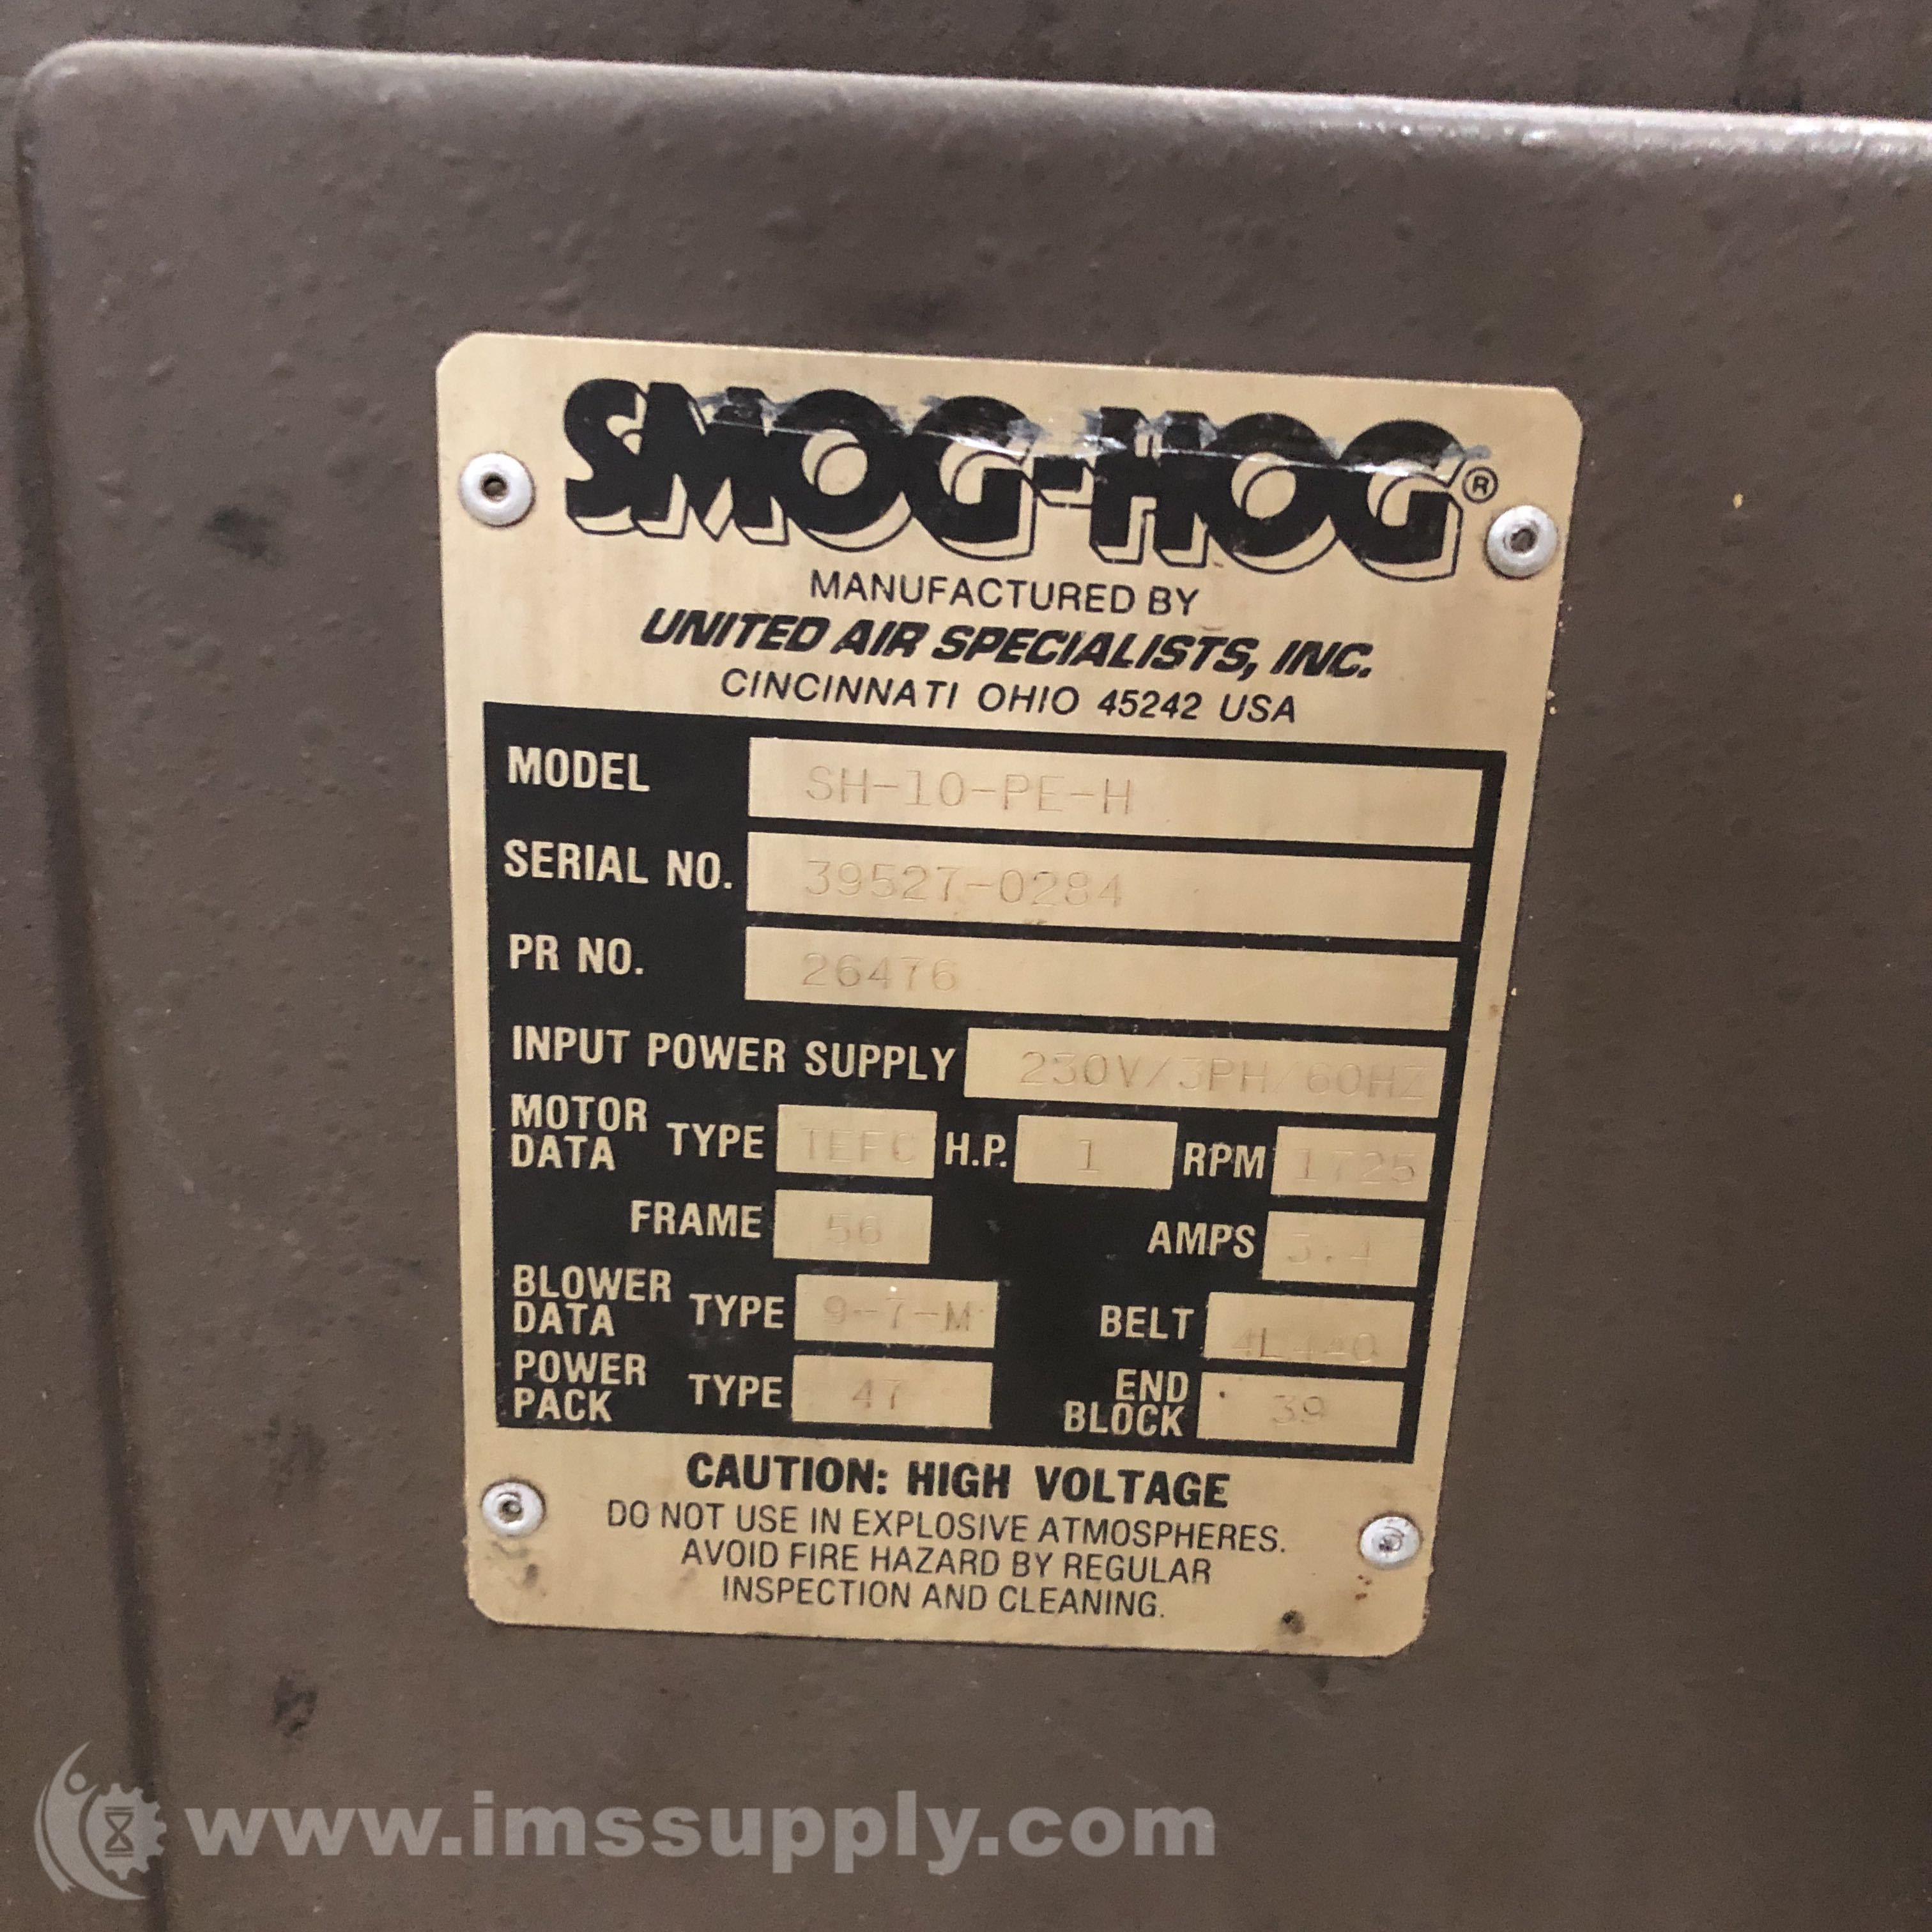 SMOG-HOG®
MANUFACTURED BY
UNITED AIR SPECIALISTS, INC.
CINCINNATI OHIO 45242 USA
MODEL SH-10-PE-H
SERIAL NO. 39527-0284
PR NO. 26476
INPUT POWER SUPPLY 230V/3PH/60HZ
MOTOR DATA TYPE TEFC H.P. 1 RPM 1725
FRAME 56 AMPS 3.4
BLOWER DATA TYPE 9-7-M BELT
POWER PACK TYPE 47 END BLOCK 39
CAUTION: HIGH VOLTAGE
DO NOT USE IN EXPLOSIVE ATMOSPHERES.
AVOID FIRE HAZARD BY REGULAR
INSPECTION AND CLEANING.
www.imssupply.com